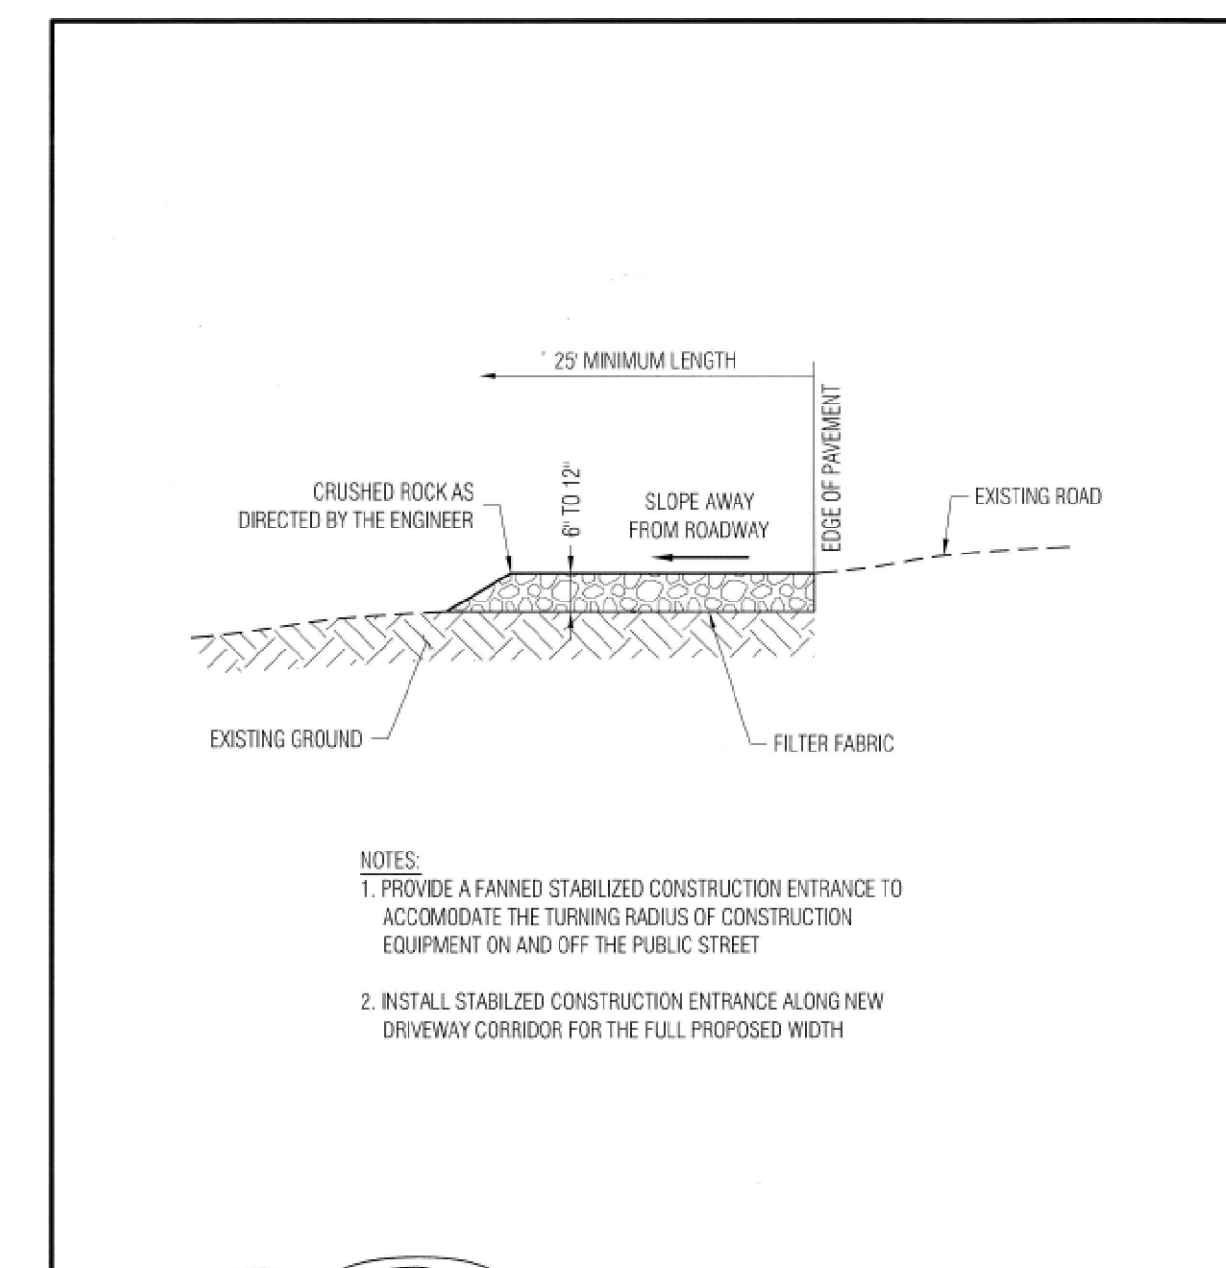 25' MINIMUM LENGTH
EDGE OF PAVEMENT
CRUSHED ROCK AS
DIRECTED BY THE ENGINEER
6" TO 12"
SLOPE AWAY
FROM ROADWAY
EXISTING ROAD
EXISTING GROUND
FILTER FABRIC
NOTES:
1. PROVIDE A FANNED STABILIZED CONSTRUCTION ENTRANCE TO
ACCOMODATE THE TURNING RADIUS OF CONSTRUCTION
EQUIPMENT ON AND OFF THE PUBLIC STREET
2. INSTALL STABILZED CONSTRUCTION ENTRANCE ALONG NEW
DRIVEWAY CORRIDOR FOR THE FULL PROPOSED WIDTH